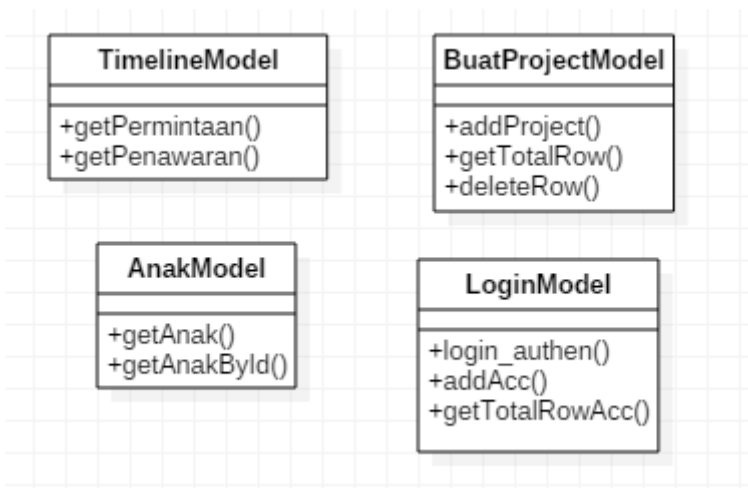 TimelineModel
+getPermintaan()
+getPenawaran()
BuatProjectModel
+addProject()
+getTotalRow()
+deleteRow()
AnakModel
+getAnak()
+getAnakById()
LoginModel
+login_authen()
+addAcc()
+getTotalRowAcc()